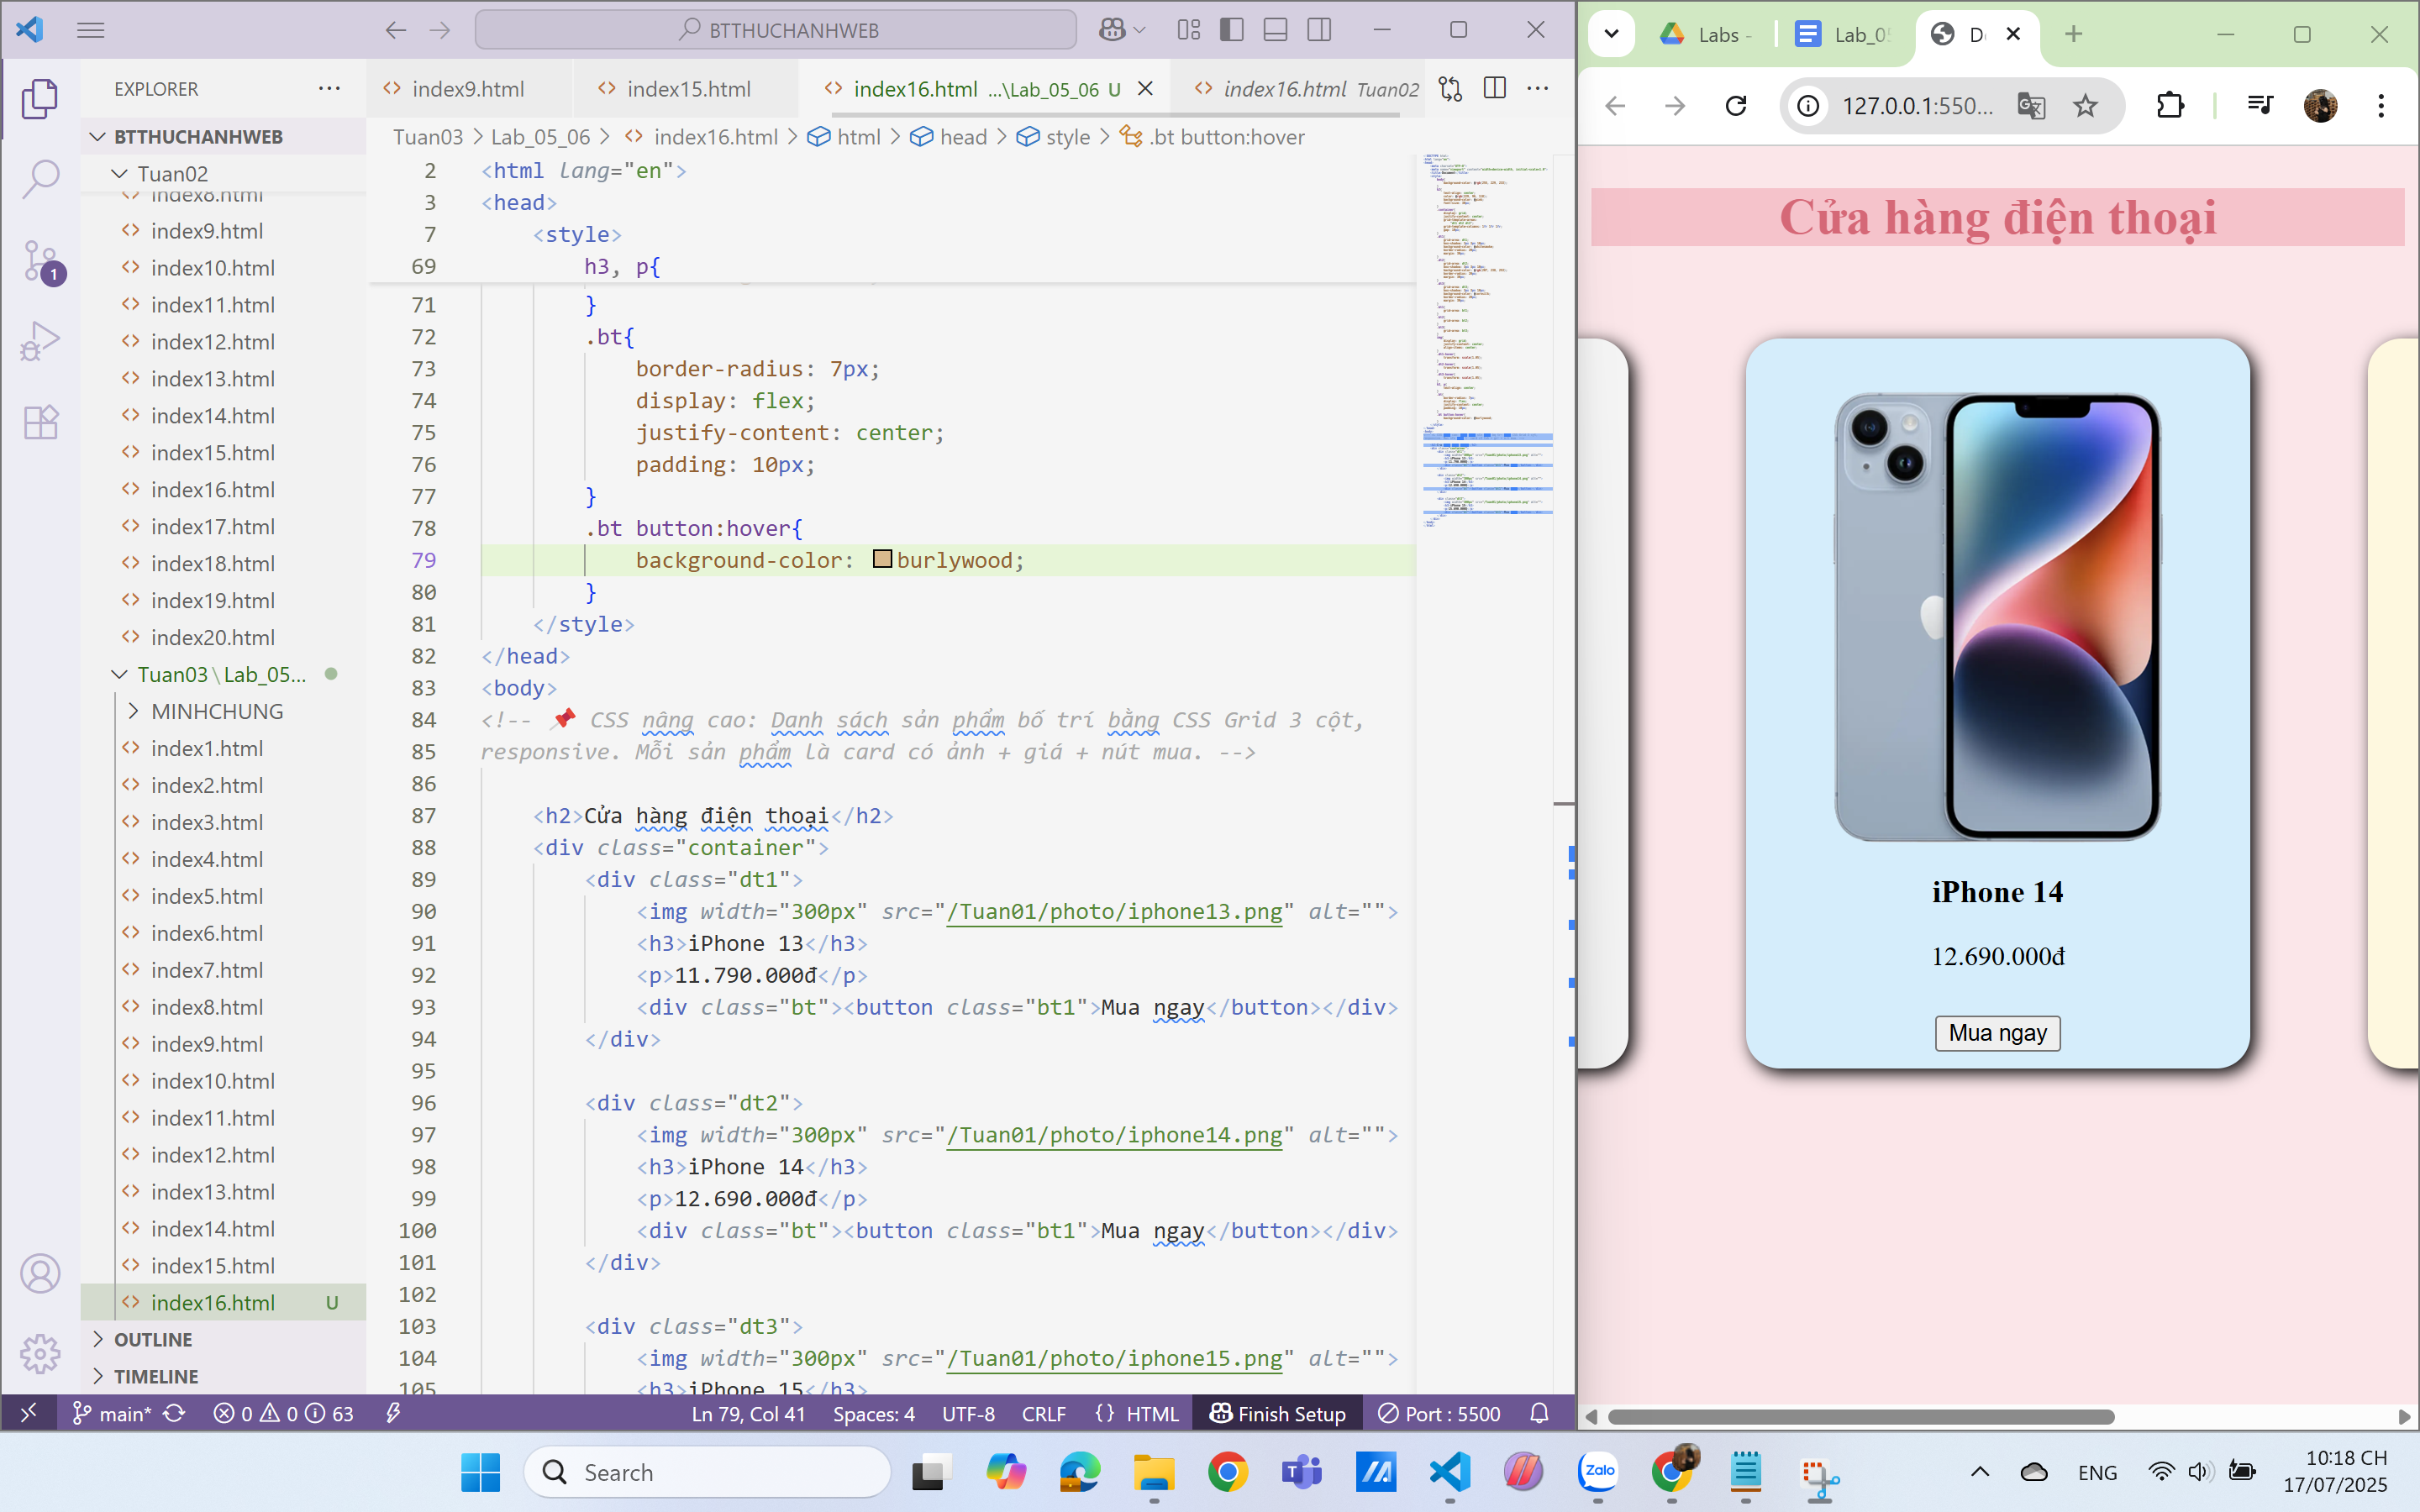 BTTHUCHANHWEB
EXPLORER
index9.html
index15.html
index16.html ...\Lab_05_06 U
index16.html Tuan02
BTTHUCHANHWEB
Tuan03 > Lab_05_06 > index16.html > html > head > style > .bt button:hover
Tuan02
index8.html
index9.html
index10.html
index11.html
index12.html
index13.html
index14.html
index15.html
index16.html
index17.html
index18.html
index19.html
index20.html
Tuan03\Lab_05...
MINHCHUNG
index1.html
index2.html
index3.html
index4.html
index5.html
index6.html
index7.html
index8.html
index9.html
index10.html
index11.html
index12.html
index13.html
index14.html
index15.html
index16.html U
OUTLINE
TIMELINE
1
2 <html lang="en">
3 <head>
7 <style>
69 h3, p{
71 }
72 .bt{
73 border-radius: 7px;
74 display: flex;
75 justify-content: center;
76 padding: 10px;
77 }
78 .bt button:hover{
79 background-color: burlywood;
80 }
81 </style>
82 </head>
83 <body>
84 <!-- 📌 CSS nâng cao: Danh sách sản phẩm bố trí bằng CSS Grid 3 cột,
85 responsive. Mỗi sản phẩm là card có ảnh + giá + nút mua. -->
86
87 <h2>Cửa hàng điện thoại</h2>
88 <div class="container">
89 <div class="dt1">
90 <img width="300px" src="/Tuan01/photo/iphone13.png" alt="">
91 <h3>iPhone 13</h3>
92 <p>11.790.000đ</p>
93 <div class="bt"><button class="bt1">Mua ngay</button></div>
94 </div>
95
96 <div class="dt2">
97 <img width="300px" src="/Tuan01/photo/iphone14.png" alt="">
98 <h3>iPhone 14</h3>
99 <p>12.690.000đ</p>
100 <div class="bt"><button class="bt1">Mua ngay</button></div>
101 </div>
102
103 <div class="dt3">
104 <img width="300px" src="/Tuan01/photo/iphone15.png" alt="">
105 <h3>iPhone 15</h3>
main* 0 0 63
Ln 79, Col 41 Spaces: 4 UTF-8 CRLF {} HTML Finish Setup Port : 5500
Labs -
Lab_0
D
127.0.0.1:550...
Cửa hàng điện thoại
iPhone 14
12.690.000đ
Mua ngay
Search
Zalo
ENG
10:18 CH
17/07/2025